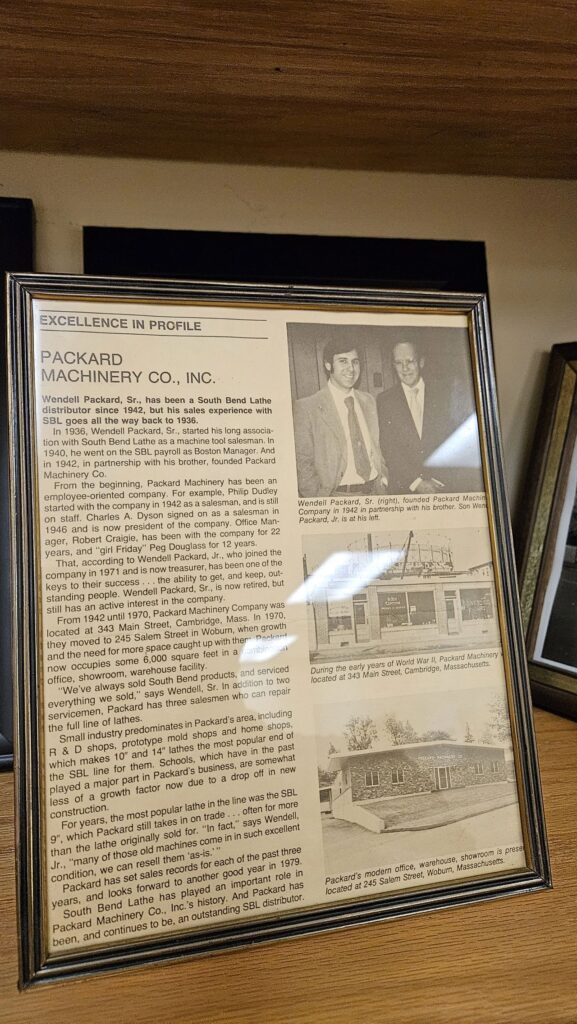 EXCELLENCE IN PROFILE
PACKARD
MACHINERY CO., INC.
Wendell Packard, Sr., has been a South Bend Lathe
distributor since 1942, but his sales experience with
SBL goes all the way back to 1936.
In 1936, Wendell Packard, Sr., started his long associa-
tion with South Bend Lathe as a machine tool salesman. In
1940, he went on the SBL payroll as Boston Manager. And
in 1942, in partnership with his brother, founded Packard
Machinery Co.
From the beginning, Packard Machinery has been an
employee-oriented company. For example, Philip Dudley
started with the company in 1942 as a salesman, and is still
on staff. Charles A. Dyson signed on as a salesman in
1946 and is now president of the company. Office Man-
ager, Robert Craigie, has been with the company for 22
years, and "girl Friday" Peg Douglass for 12 years.
That, according to Wendell Packard, Jr., who joined the
company in 1971 and is now treasurer, has been one of the
keys to their success . . . the ability to get, and keep, out-
standing people. Wendell Packard, Sr., is now retired, but
still has an active interest in the company.
From 1942 until 1970, Packard Machinery Company was
located at 343 Main Street, Cambridge, Mass. In 1970,
they moved to 245 Salem Street in Woburn, when growth
and the need for more space caught up with them. Packard
now occupies some 6,000 square feet in a combination
office, showroom, warehouse facility.
"We've always sold South Bend products, and serviced
everything we sold," says Wendell, Sr. In addition to two
servicemen, Packard has three salesmen who can repair
the full line of lathes.
Small industry predominates in Packard's area, including
R & D shops, prototype mold shops and home shops,
which makes 10" and 14" lathes the most popular end of
the SBL line for them. Schools, which have in the past
played a major part in Packard's business, are somewhat
less of a growth factor now due to a drop off in new
construction.
For years, the most popular lathe in the line was the SBL
9", which Packard still takes in on trade . . . often for more
than the lathe originally sold for. "In fact," says Wendell,
Jr., "many of those old machines come in in such excellent
condition, we can resell them 'as-is.'"
Packard has set sales records for each of the past three
years, and looks forward to another good year in 1979.
South Bend Lathe has played an important role in
Packard Machinery Co., Inc.'s history. And Packard has
been, and continues to be, an outstanding SBL distributor.
Wendell Packard, Sr. (right), founded Packard Machin
Company in 1942 in partnership with his brother. Son Wen
Packard, Jr. is at his left.
During the early years of World War II, Packard Machinery
located at 343 Main Street, Cambridge, Massachusetts.
Packard's modern office, warehouse, showroom is prese
located at 245 Salem Street, Woburn, Massachusetts.